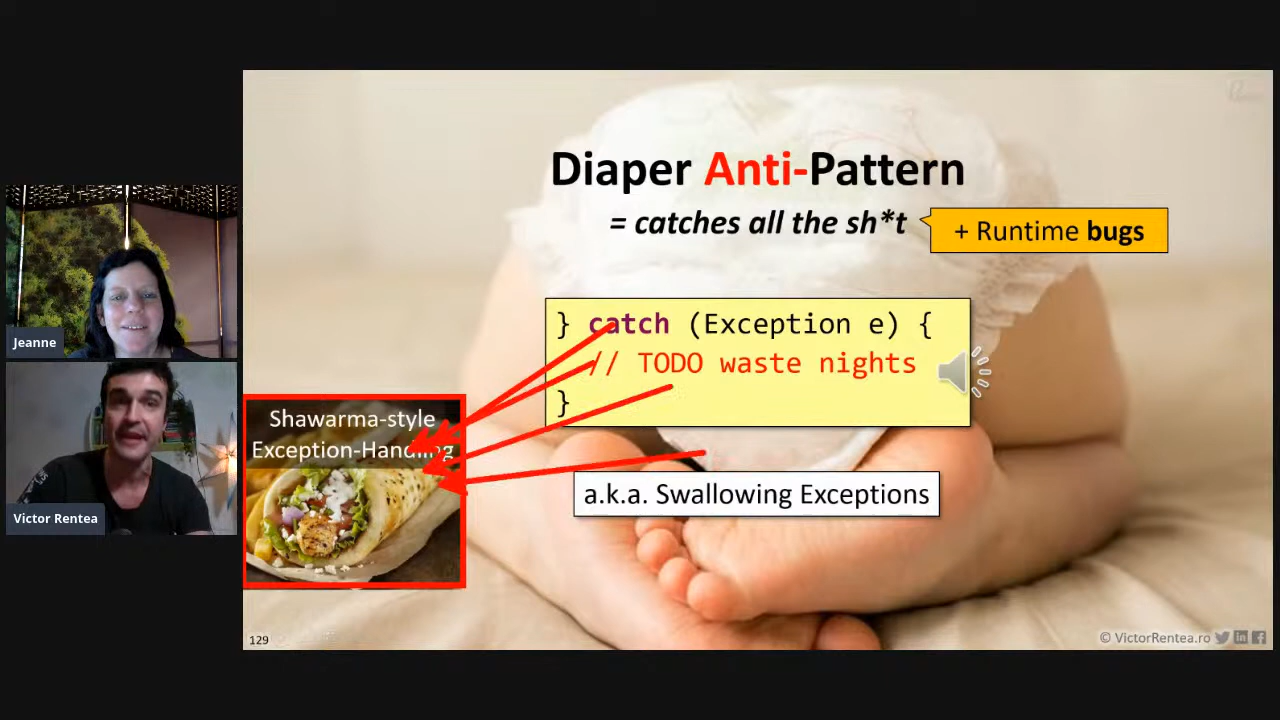 Diaper Anti-Pattern
= catches all the sh*t
+ Runtime bugs
} catch (Exception e) {
// TODO waste nights
}
a.k.a. Swallowing Exceptions
Shawarma-style
Exception-Handling
Jeanne
Victor Rentea
129
© VictorRentea.ro